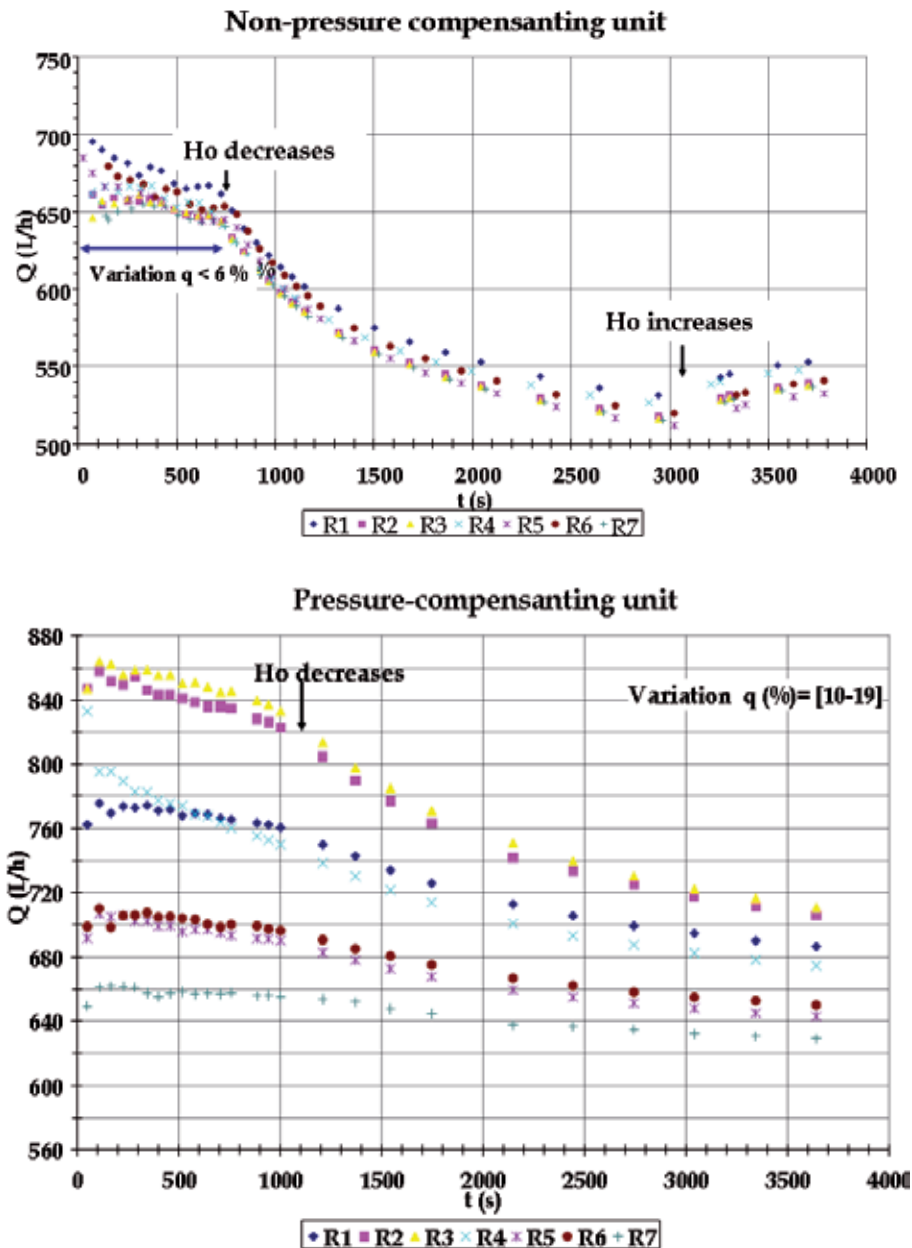 Non-pressure compensanting unit
750
700
650
600
550
500
Q (L/h)
Ho decreases
Variation q < 6 % %
Ho increases
0 500 1000 1500 2000 2500 3000 3500 4000
t (s)
R1 R2 R3 R4 R5 R6 R7
Pressure-compensanting unit
880
840
800
760
720
680
640
600
560
Q (L/h)
Ho decreases
Variation q (%)= [10-19]
0 500 1000 1500 2000 2500 3000 3500 4000
t (s)
R1 R2 R3 R4 R5 R6 R7